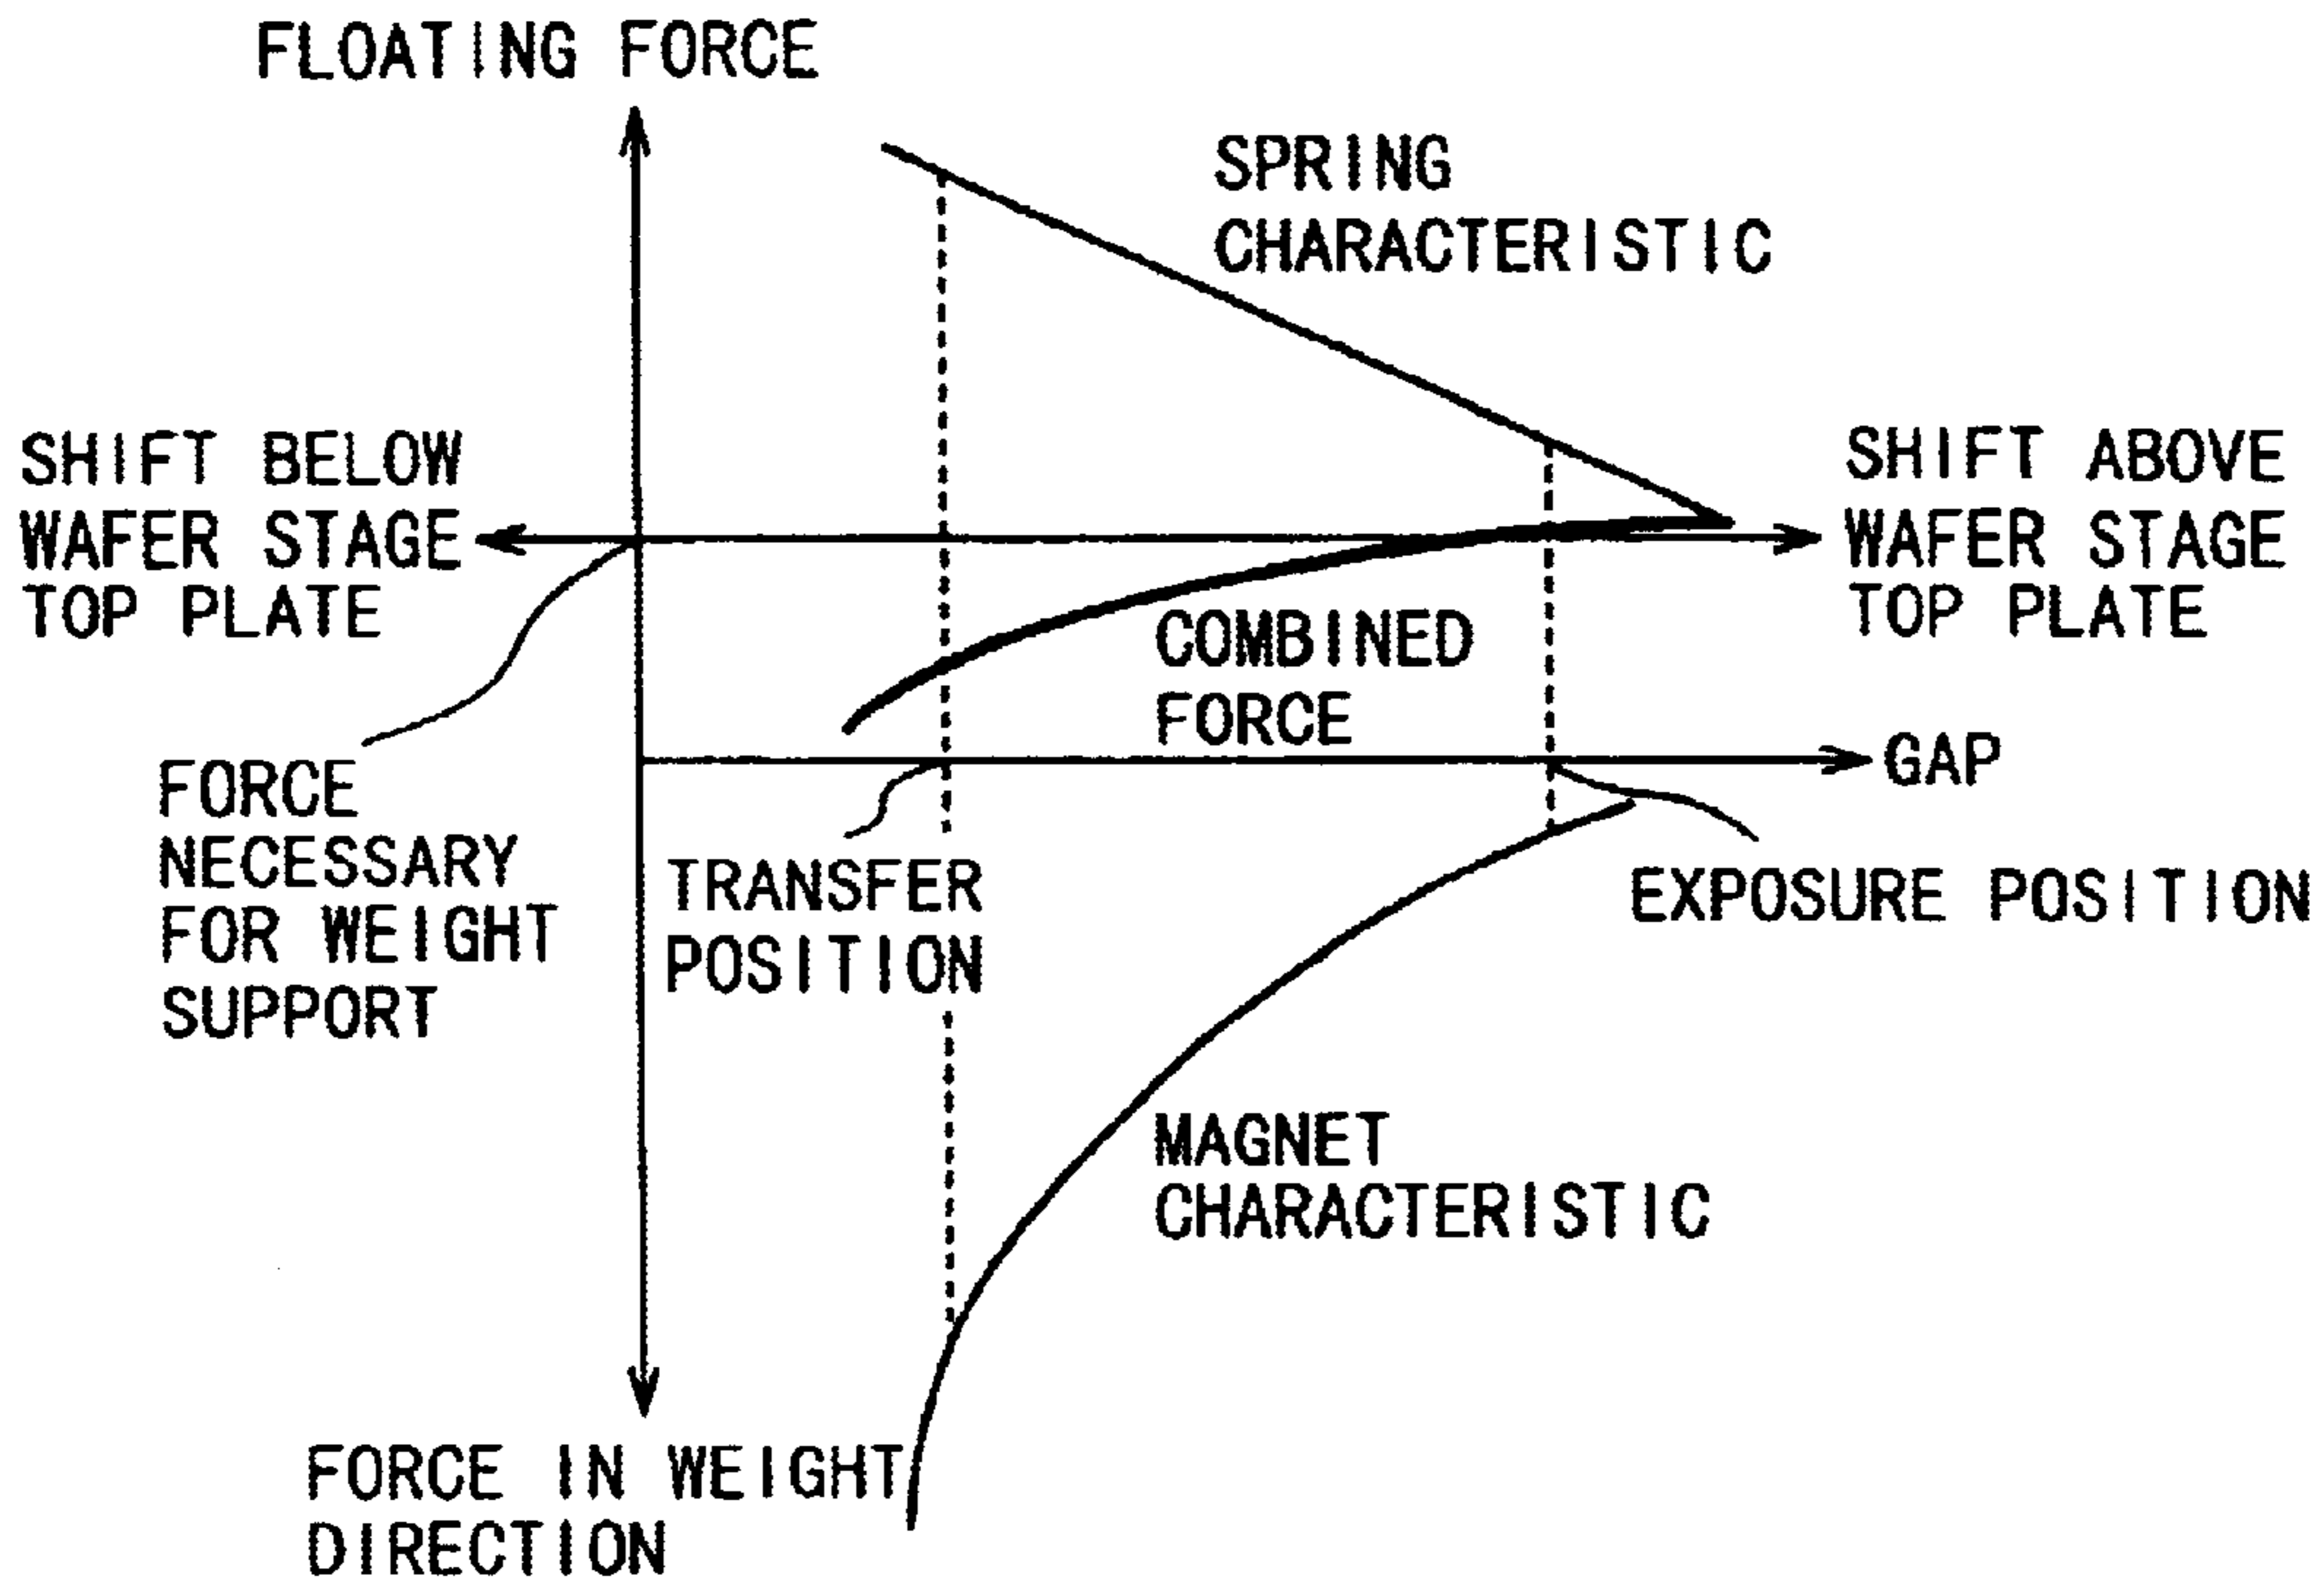 FLOATING FORCE
SPRING
CHARACTERISTIC
SHIFT BELOW
WAFER STAGE
TOP PLATE
SHIFT ABOVE
WAFER STAGE
TOP PLATE
COMBINED
FORCE
GAP
FORCE
NECESSARY
FOR WEIGHT
SUPPORT
TRANSFER
POSITION
EXPOSURE POSITION
MAGNET
CHARACTERISTIC
FORCE IN WEIGHT
DIRECTION